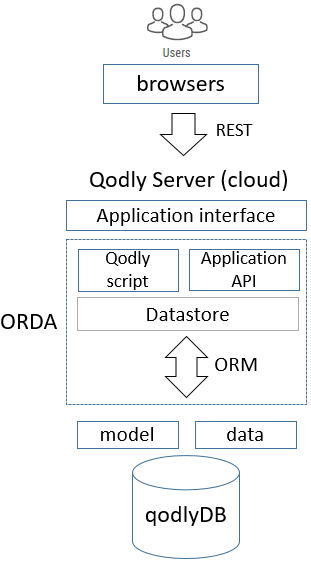 Users
browsers
REST
Qodly Server (cloud)
Application interface
Qodly
script
Application
API
Datastore
ORDA
ORM
model
data
qodlyDB